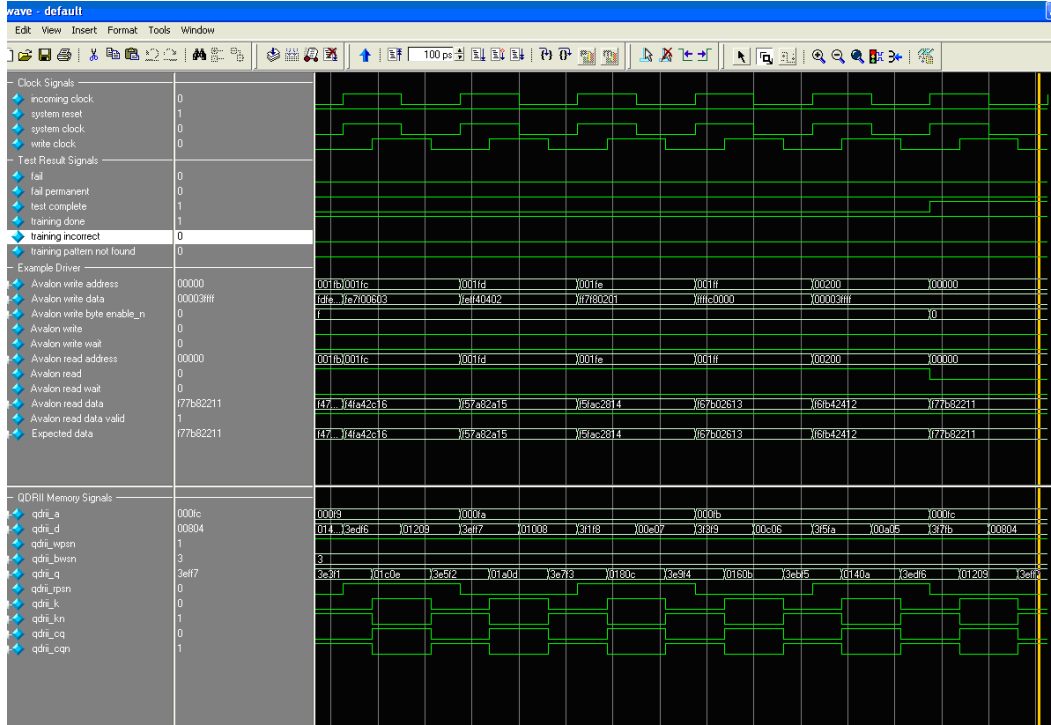 wave - default
Edit View Insert Format Tools Window
100 ps
Clock Signals
incoming clock 0
system reset 1
system clock 0
write clock 0
Test Result Signals
fail 0
fail permanent 0
test complete 1
training done 1
training incorrect 0
training pattern not found 0
Example Driver
Avalon write address 00000 001fb 001fc 001fd 001fe 001ff 00200 00000
Avalon write data 00003ffff fdfe... fe7f00603 feff40402 ff7f80201 ffffc0000 00003ffff
Avalon write byte enable_n 0 f 0
Avalon write 0
Avalon write wait 0
Avalon read address 00000 001fb 001fc 001fd 001fe 001ff 00200 00000
Avalon read 0
Avalon read wait 0
Avalon read data f77b82211 f47... f4fa42c16 f57a82a15 f5fac2814 f67b02613 f6fb42412 f77b82211
Avalon read data valid 1
Expected data f77b82211 f47... f4fa42c16 f57a82a15 f5fac2814 f67b02613 f6fb42412 f77b82211
QDRII Memory Signals
qdrii_a 000fc 000f9 000fa 000fb 000fc
qdrii_d 00804 014... 3edf6 01209 3eff7 01008 3f1f8 00e07 3f3f9 00c06 3f5fa 00a05 3f7fb 00804
qdrii_wpsn 1
qdrii_bwsn 3 3
qdrii_q 3eff7 3e3f1 01c0e 3e5f2 01a0d 3e7f3 0180c 3e9f4 0160b 3ebf5 0140a 3edf6 01209
qdrii_rpsn 0
qdrii_k 0
qdrii_kn 1
qdrii_cq 0
qdrii_cqn 1